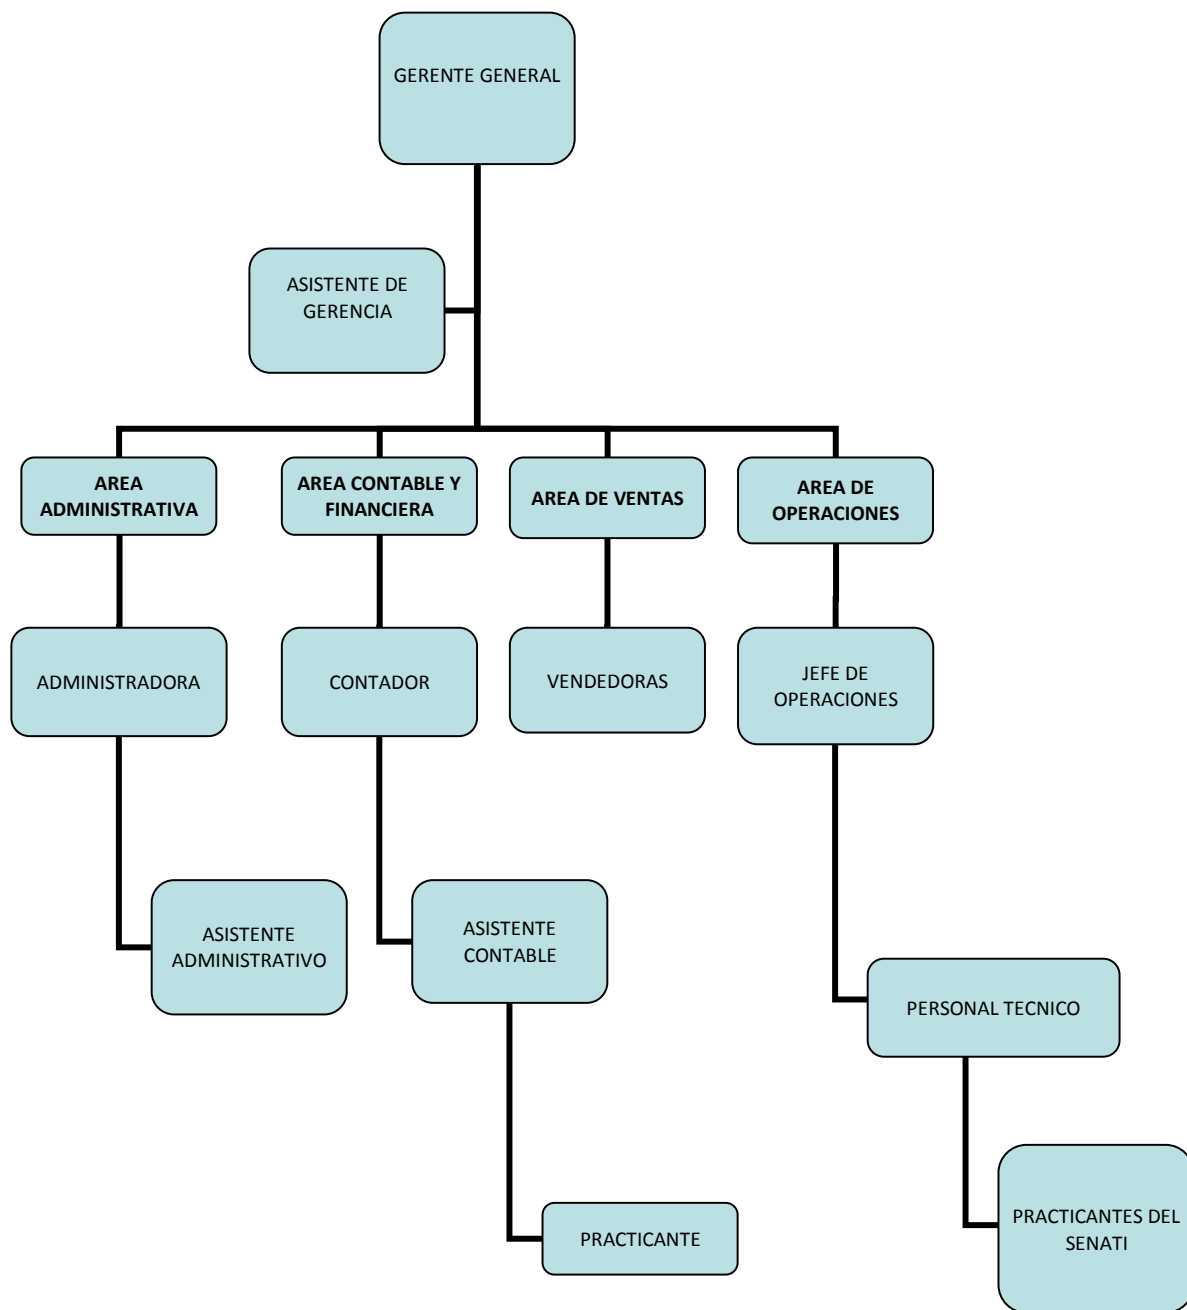 GERENTE GENERAL
ASISTENTE DE
GERENCIA
AREA
ADMINISTRATIVA
AREA CONTABLE Y
FINANCIERA
AREA DE VENTAS
AREA DE
OPERACIONES
ADMINISTRADORA
CONTADOR
VENDEDORAS
JEFE DE
OPERACIONES
ASISTENTE
ADMINISTRATIVO
ASISTENTE
CONTABLE
PERSONAL TECNICO
PRACTICANTE
PRACTICANTES DEL
SENATI